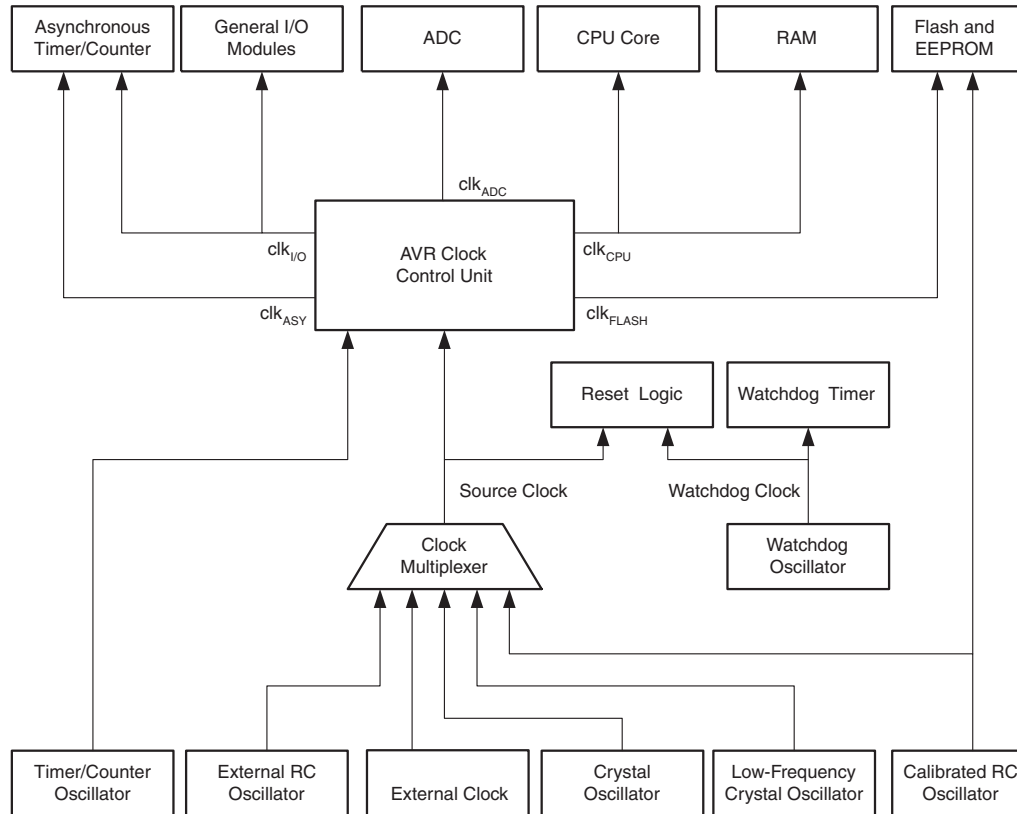 Asynchronous
Timer/Counter
General I/O
Modules
ADC
CPU Core
RAM
Flash and
EEPROM
clkADC
AVR Clock
Control Unit
clkI/O
clkCPU
clkASY
clkFLASH
Reset Logic
Watchdog Timer
Source Clock
Watchdog Clock
Clock
Multiplexer
Watchdog
Oscillator
Timer/Counter
Oscillator
External RC
Oscillator
External Clock
Crystal
Oscillator
Low-Frequency
Crystal Oscillator
Calibrated RC
Oscillator